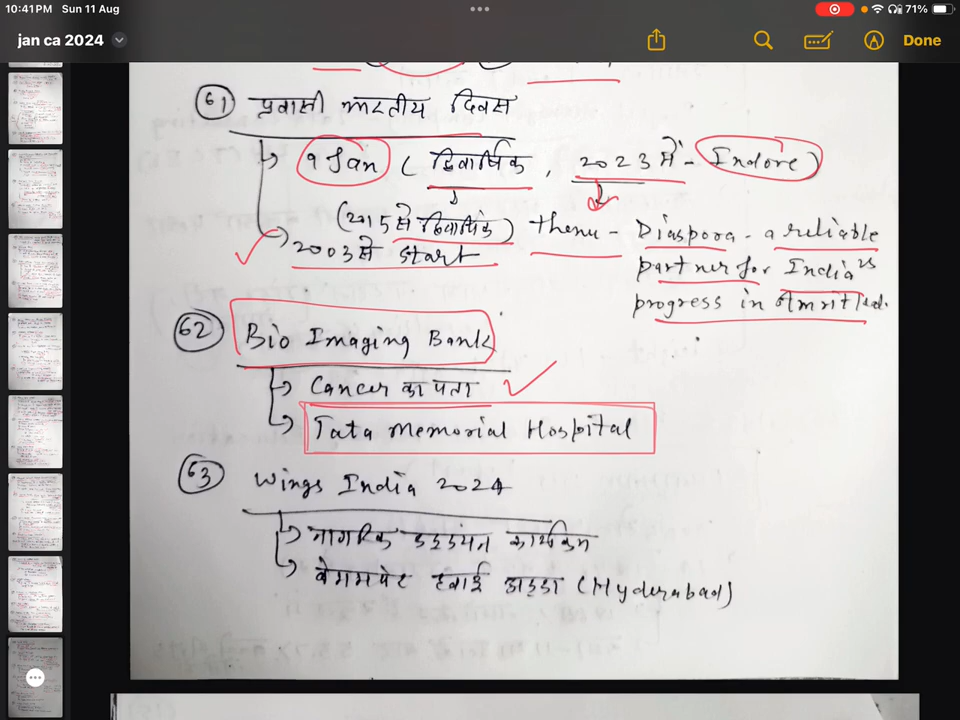 10:41PM Sun 11 Aug
71%
jan ca 2024
Done
61 प्रवासी भारतीय दिवस
9 Jan ( द्विवार्षिक, 2023 में - Indore)
(2015 से द्विवार्षिक) theme - Diaspora - a reliable
2003 से start
partner for India's
progress in Amrit kal.
62 Bio Imaging Bank
Cancer का पता
Tata Memorial Hospital
63 Wings India 2024
नागरिक उड्डयन कार्यक्रम
बेगमपेट हवाई अड्डा (Hyderabad)